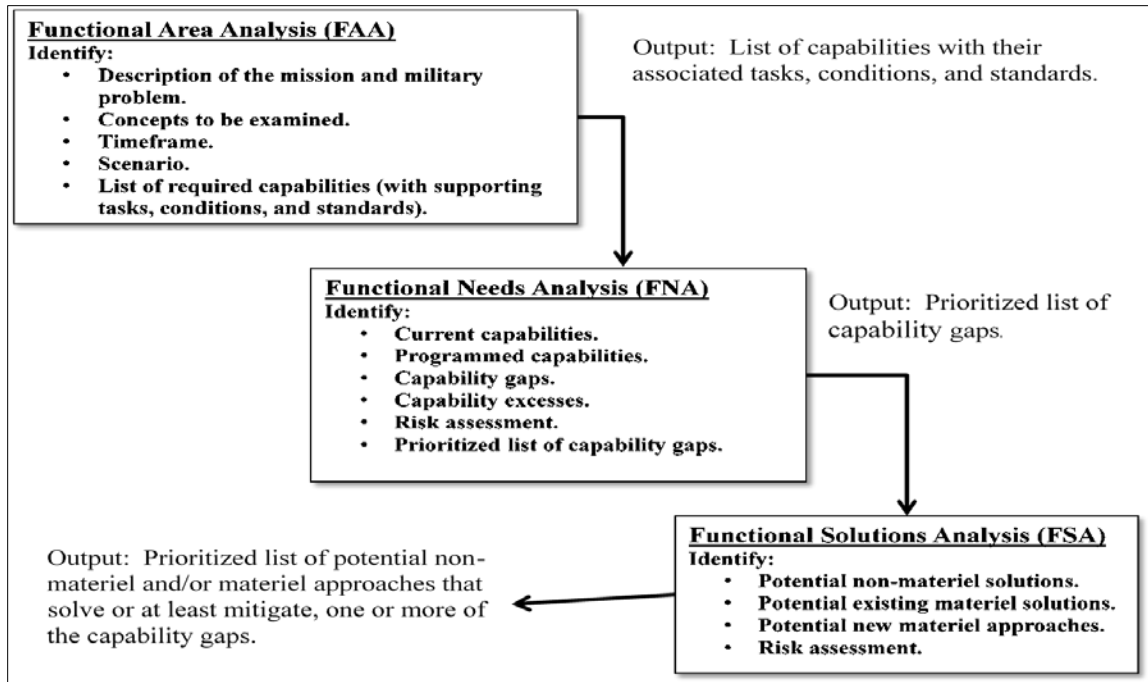 Functional Area Analysis (FAA)
Identify:
• Description of the mission and military
problem.
• Concepts to be examined.
• Timeframe.
• Scenario.
• List of required capabilities (with supporting
tasks, conditions, and standards).
Output: List of capabilities with their
associated tasks, conditions, and standards.
Functional Needs Analysis (FNA)
Identify:
• Current capabilities.
• Programmed capabilities.
• Capability gaps.
• Capability excesses.
• Risk assessment.
• Prioritized list of capability gaps.
Output: Prioritized list of
capability gaps.
Functional Solutions Analysis (FSA)
Identify:
• Potential non-materiel solutions.
• Potential existing materiel solutions.
• Potential new materiel approaches.
• Risk assessment.
Output: Prioritized list of potential non-
materiel and/or materiel approaches that
solve or at least mitigate, one or more of
the capability gaps.